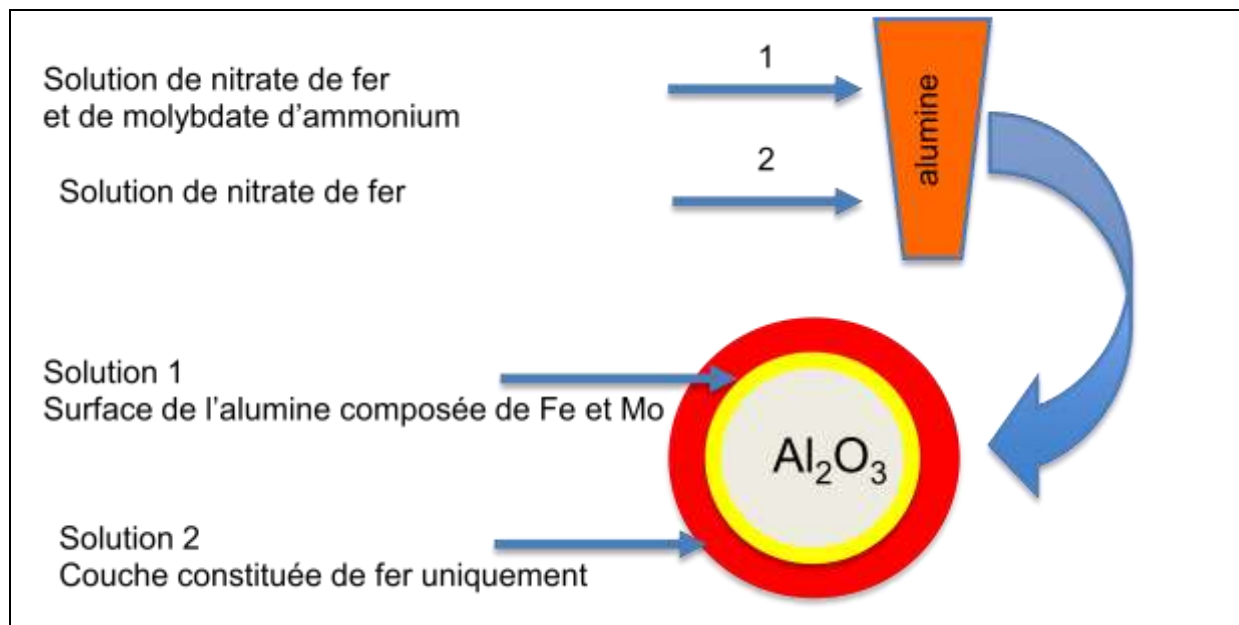 Solution de nitrate de fer
et de molybdate d'ammonium
1
Solution de nitrate de fer
2
alumine
Solution 1
Surface de l'alumine composée de Fe et Mo
Al₂O₃
Solution 2
Couche constituée de fer uniquement